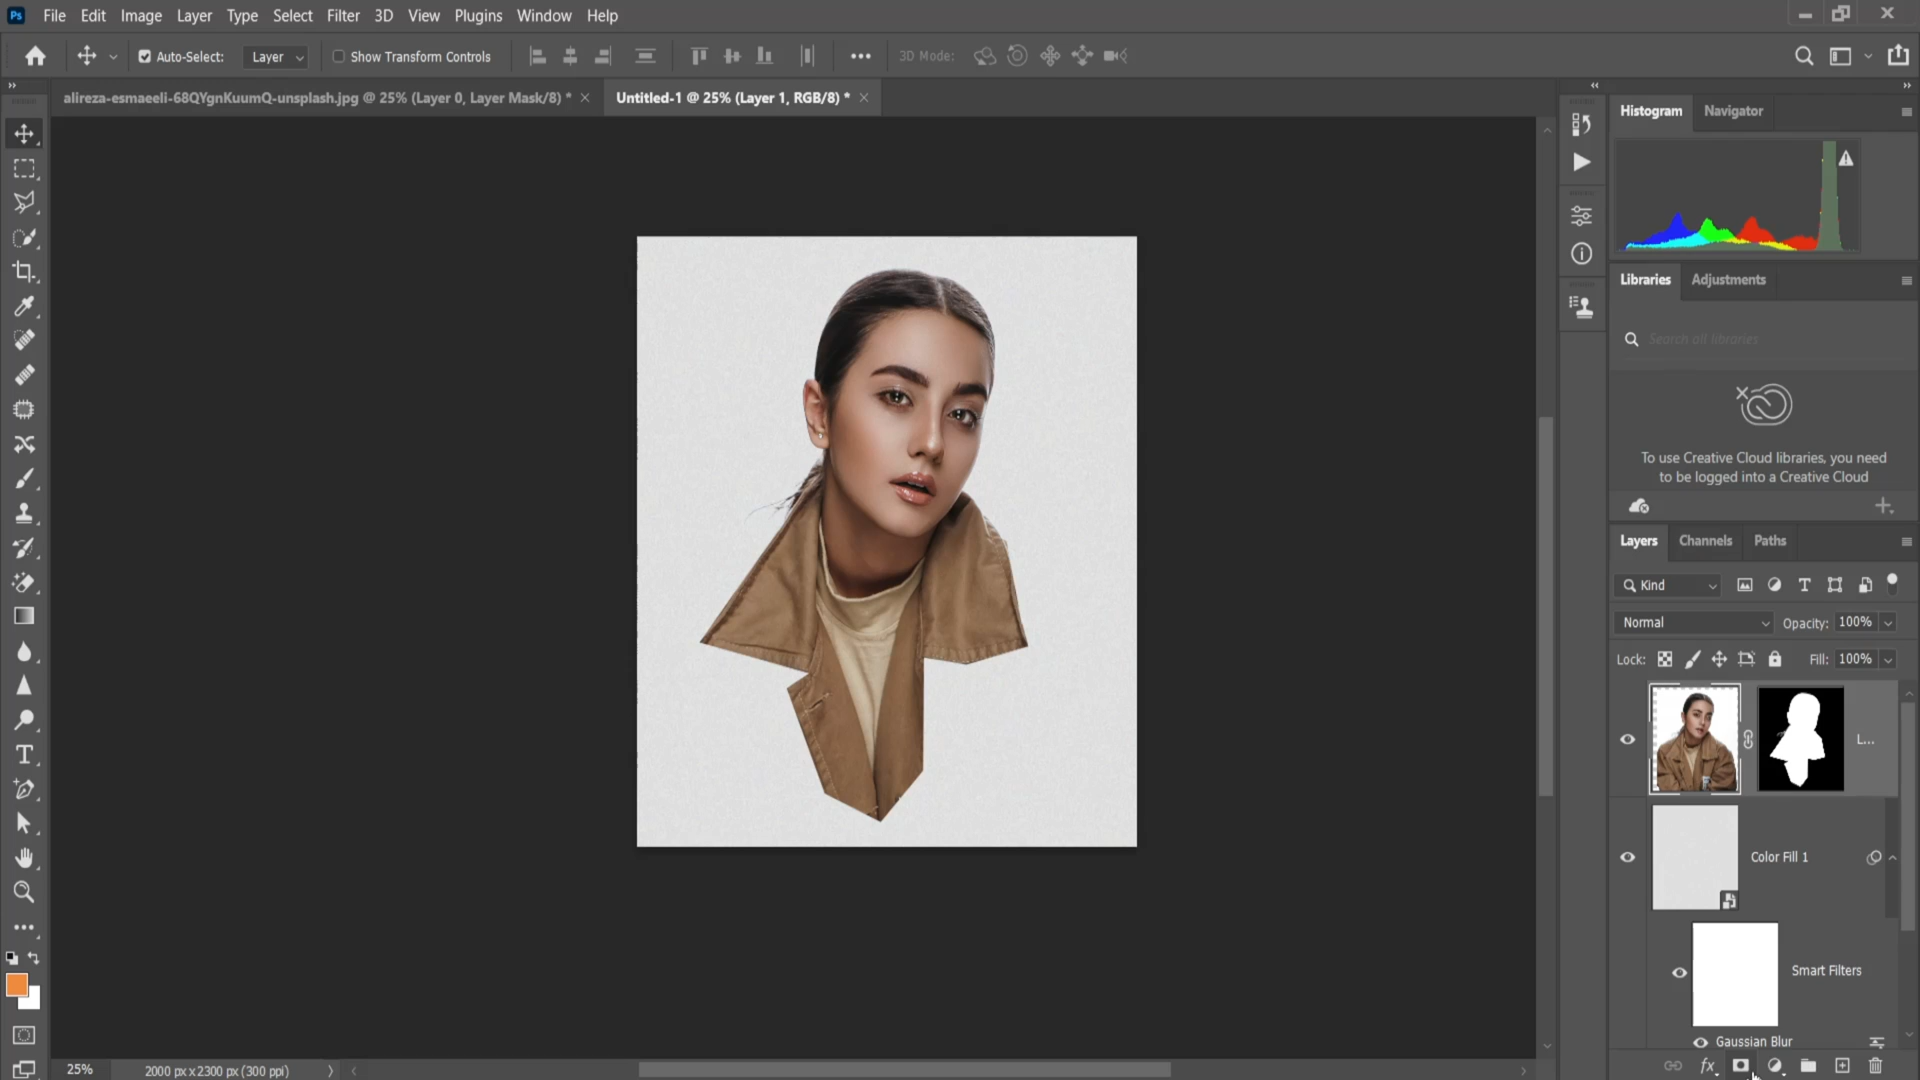 Ps File Edit Image Layer Type Select Filter 3D View Plugins Window Help
Auto-Select: Layer Show Transform Controls 3D Mode:
alireza-esmaeeli-68QYgnKuumQ-unsplash.jpg @ 25% (Layer 0, Layer Mask/8) * Untitled-1 @ 25% (Layer 1, RGB/8) *
Histogram Navigator
Libraries Adjustments
Search all libraries
To use Creative Cloud libraries, you need
to be logged into a Creative Cloud
Layers Channels Paths
Kind
Normal Opacity: 100%
Lock: Fill: 100%
L...
Color Fill 1
Smart Filters
Gaussian Blur
25% 2000 px x 2300 px (300 ppi)
fx